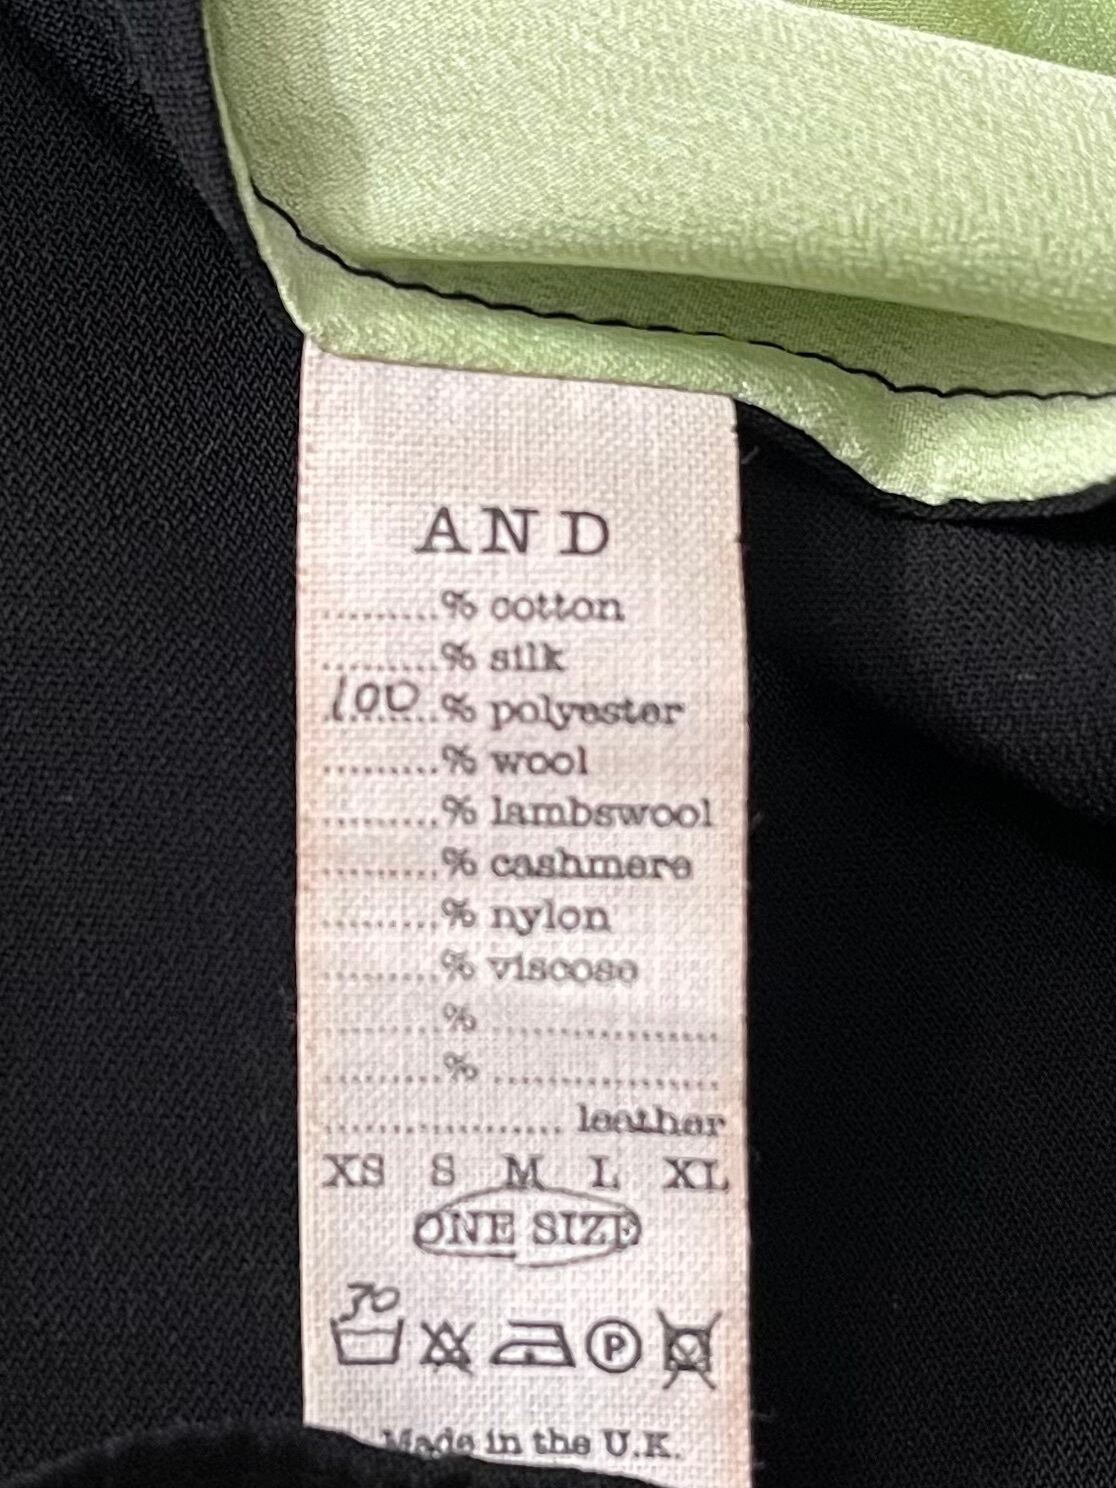 AND
.........% cotton
.........% silk
100.% polyester
.........% wool
.........% lambswool
.........% cashmere
.........% nylon
.........% viscose
.........% ..................
.........% ..................
.................. leather
XS S M L XL
ONE SIZE
30
P
Made in the U.K.